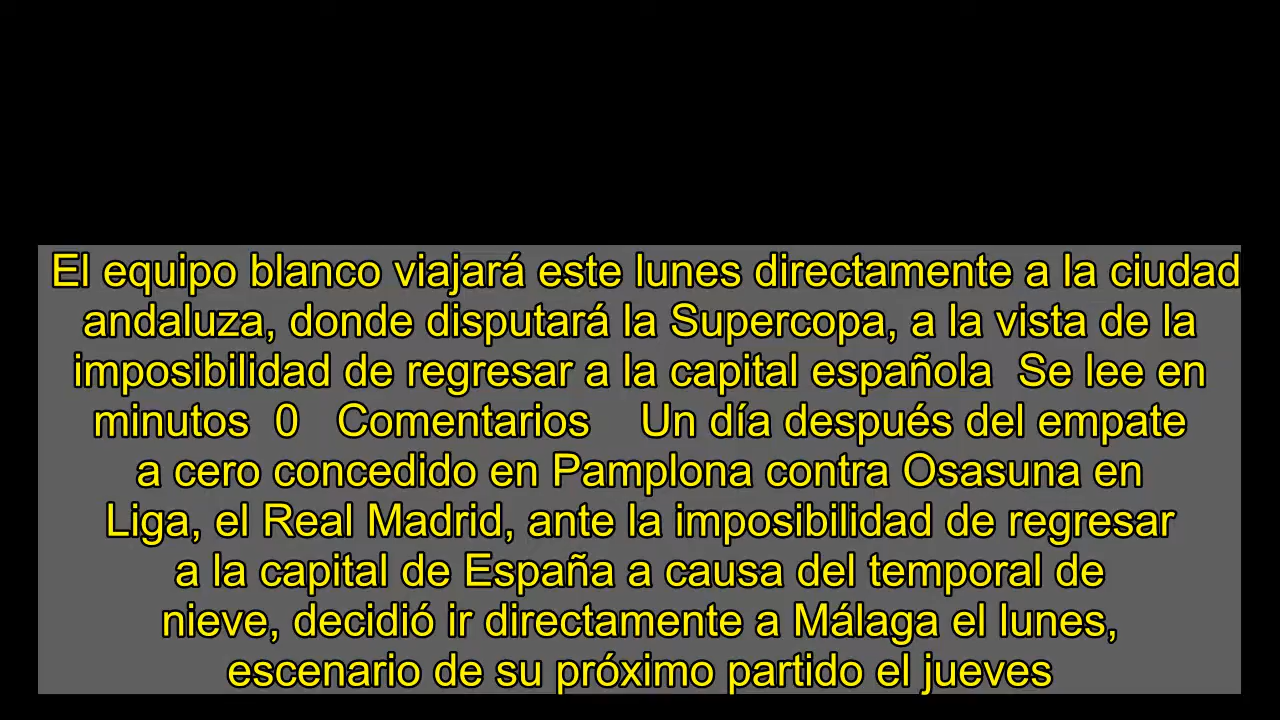 El equipo blanco viajará este lunes directamente a la ciudad
andaluza, donde disputará la Supercopa, a la vista de la
imposibilidad de regresar a la capital española  Se lee en
minutos  0   Comentarios    Un día después del empate
a cero concedido en Pamplona contra Osasuna en
Liga, el Real Madrid, ante la imposibilidad de regresar
a la capital de España a causa del temporal de
nieve, decidió ir directamente a Málaga el lunes,
escenario de su próximo partido el jueves